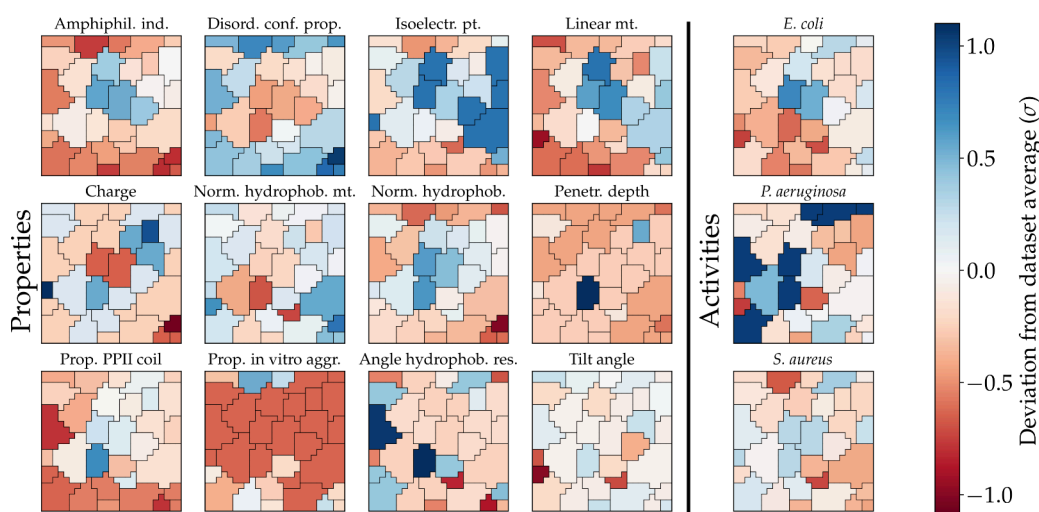 Amphiphil. ind. Disord. conf. prop. Isoelectr. pt. Linear mt. E. coli
Charge Norm. hydrophob. mt. Norm. hydrophob. Penetr. depth P. aeruginosa
Prop. PPII coil Prop. in vitro aggr. Angle hydrophob. res. Tilt angle S. aureus
Properties
Activities
1.0
0.5
0.0
−0.5
−1.0
Deviation from dataset average (σ)